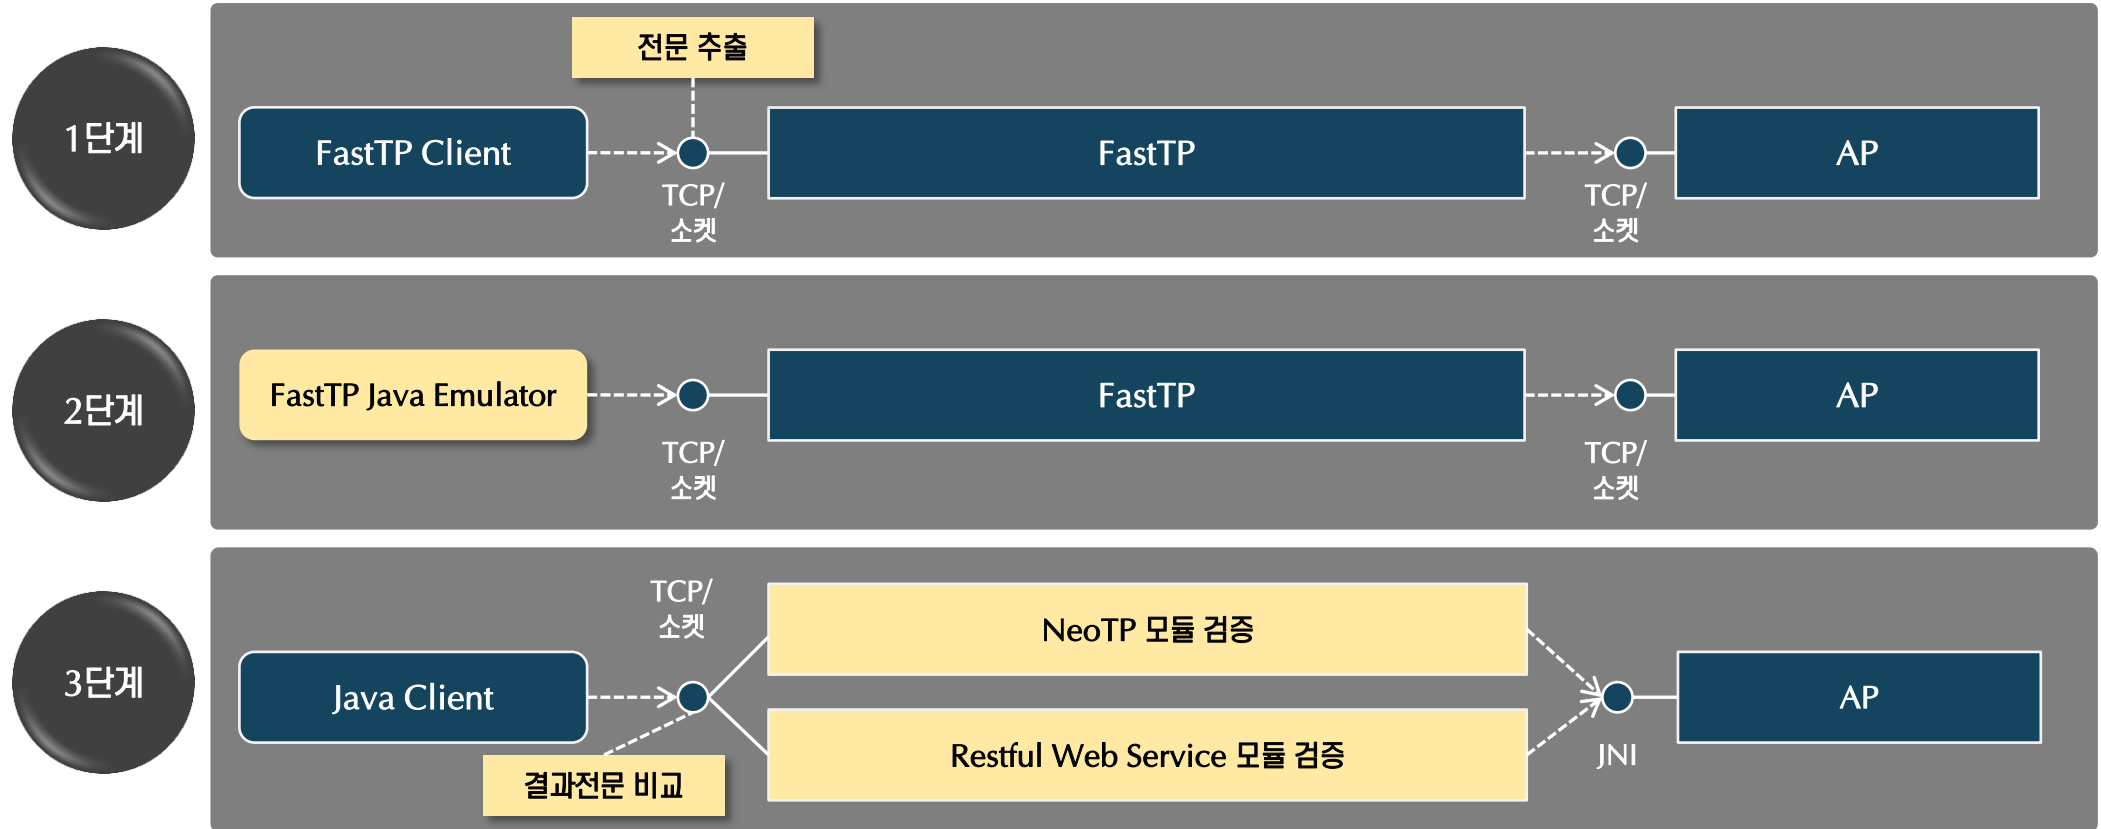 전문 추출
1단계
FastTP Client
FastTP
AP
TCP/
소켓
TCP/
소켓
2단계
FastTP Java Emulator
FastTP
AP
TCP/
소켓
TCP/
소켓
TCP/
소켓
NeoTP 모듈 검증
3단계
Java Client
AP
Restful Web Service 모듈 검증
JNI
결과전문 비교